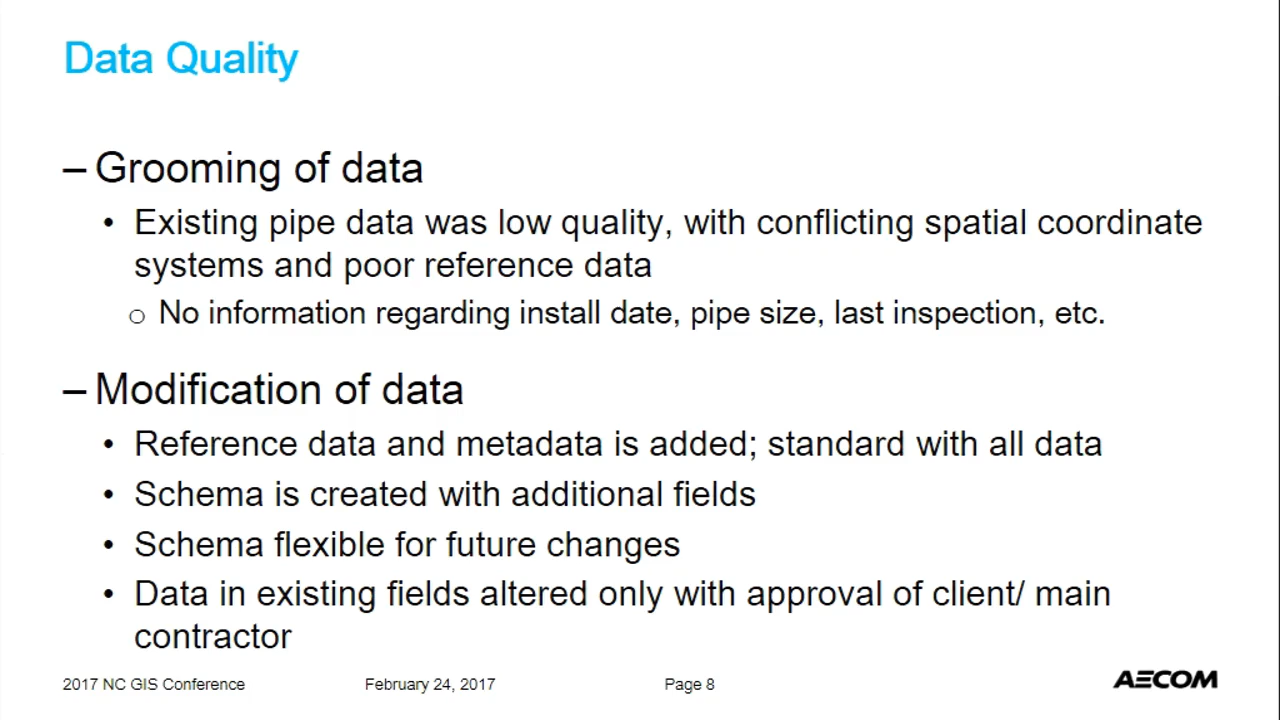 Data Quality
– Grooming of data
• Existing pipe data was low quality, with conflicting spatial coordinate
systems and poor reference data
o No information regarding install date, pipe size, last inspection, etc.
– Modification of data
• Reference data and metadata is added; standard with all data
• Schema is created with additional fields
• Schema flexible for future changes
• Data in existing fields altered only with approval of client/ main
contractor
2017 NC GIS Conference February 24, 2017 Page 8 AECOM